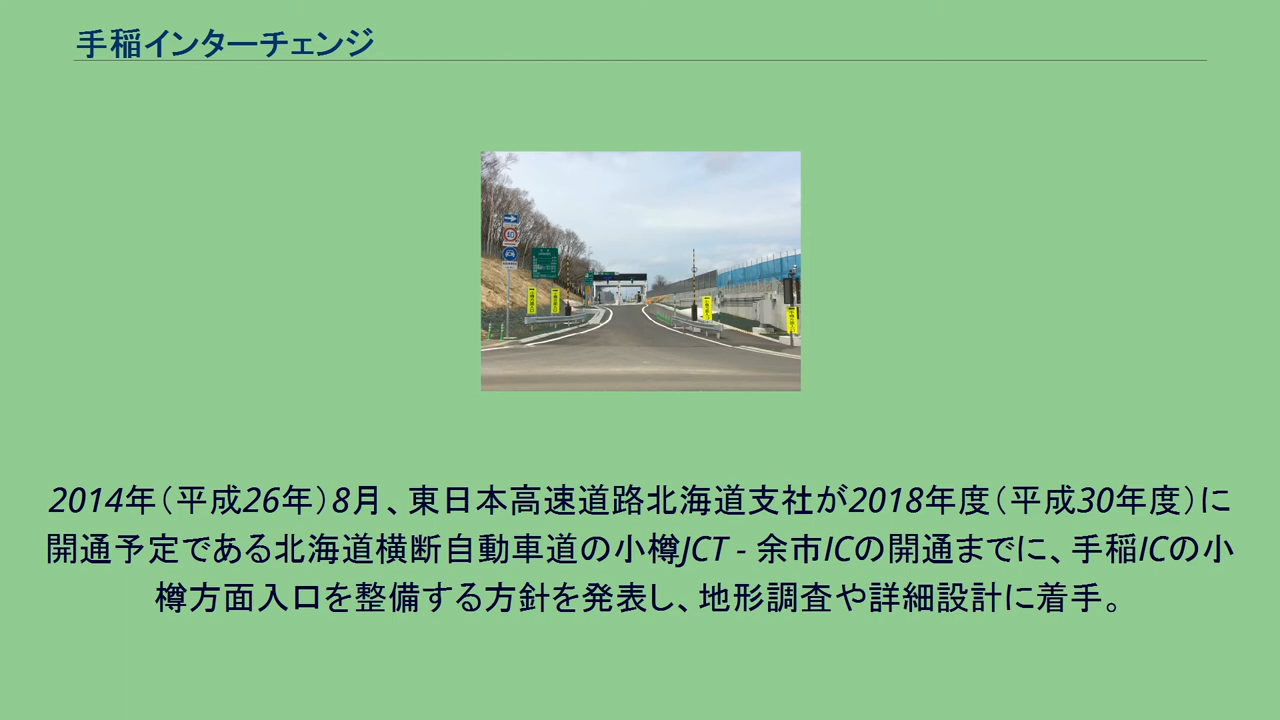 手稲インターチェンジ
40
2014年（平成26年）8月、東日本高速道路北海道支社が2018年度（平成30年度）に
開通予定である北海道横断自動車道の小樽JCT - 余市ICの開通までに、手稲ICの小
樽方面入口を整備する方針を発表し、地形調査や詳細設計に着手。